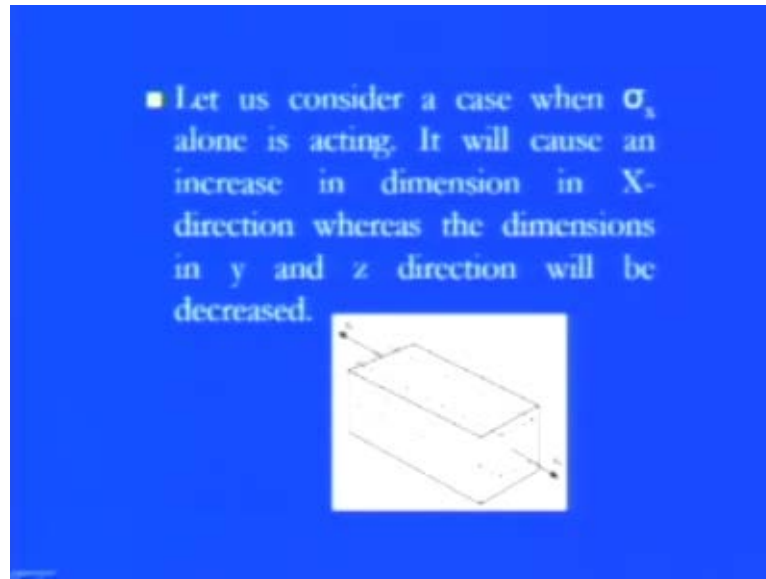 Let us consider a case when σx
alone is acting. It will cause an
increase in dimension in X-
direction whereas the dimensions
in y and z direction will be
decreased.